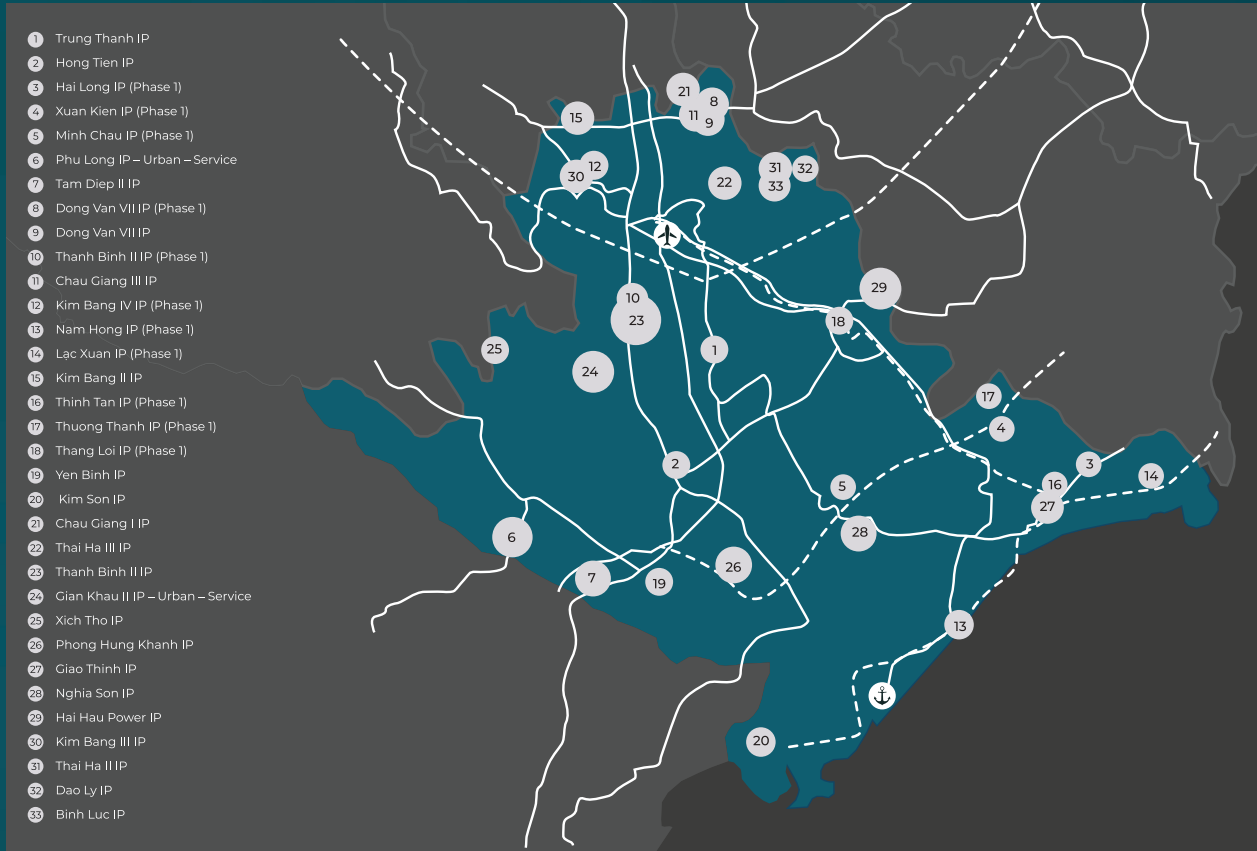 1 Trung Thanh IP
2 Hong Tien IP
3 Hai Long IP (Phase 1)
4 Xuan Kien IP (Phase 1)
5 Minh Chau IP (Phase 1)
6 Phu Long IP – Urban – Service
7 Tam Diep II IP
8 Dong Van VII IP (Phase 1)
9 Dong Van VII IP
10 Thanh Binh II IP (Phase 1)
11 Chau Giang III IP
12 Kim Bang IV IP (Phase 1)
13 Nam Hong IP (Phase 1)
14 Lạc Xuan IP (Phase 1)
15 Kim Bang II IP
16 Thinh Tan IP (Phase 1)
17 Thuong Thanh IP (Phase 1)
18 Thang Loi IP (Phase 1)
19 Yen Binh IP
20 Kim Son IP
21 Chau Giang I IP
22 Thai Ha III IP
23 Thanh Binh II IP
24 Gian Khau II IP – Urban – Service
25 Xich Tho IP
26 Phong Hung Khanh IP
27 Giao Thinh IP
28 Nghia Son IP
29 Hai Hau Power IP
30 Kim Bang III IP
31 Thai Ha II IP
32 Dao Ly IP
33 Binh Luc IP
21
8
15
11
9
12
30
22
31
32
33
29
10
23
18
25
24
1
17
4
2
3
5
16
14
27
6
28
7
19
26
13
20